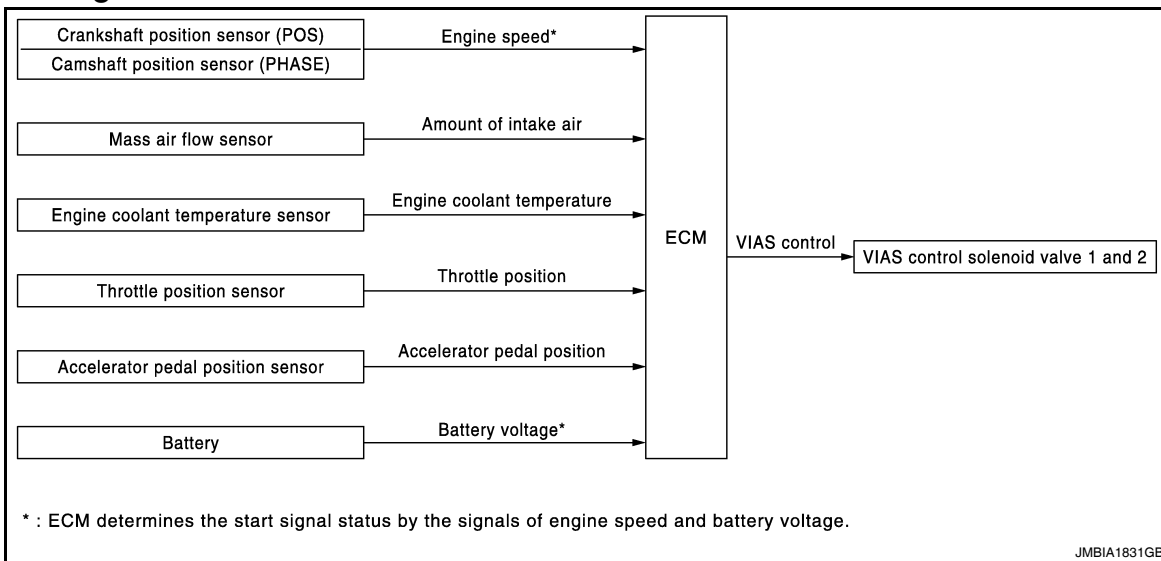 Crankshaft position sensor (POS)
Engine speed*
Camshaft position sensor (PHASE)
Mass air flow sensor
Amount of intake air
Engine coolant temperature sensor
Engine coolant temperature
ECM
VIAS control
VIAS control solenoid valve 1 and 2
Throttle position sensor
Throttle position
Accelerator pedal position sensor
Accelerator pedal position
Battery
Battery voltage*
* : ECM determines the start signal status by the signals of engine speed and battery voltage.
JMBIA1831GB